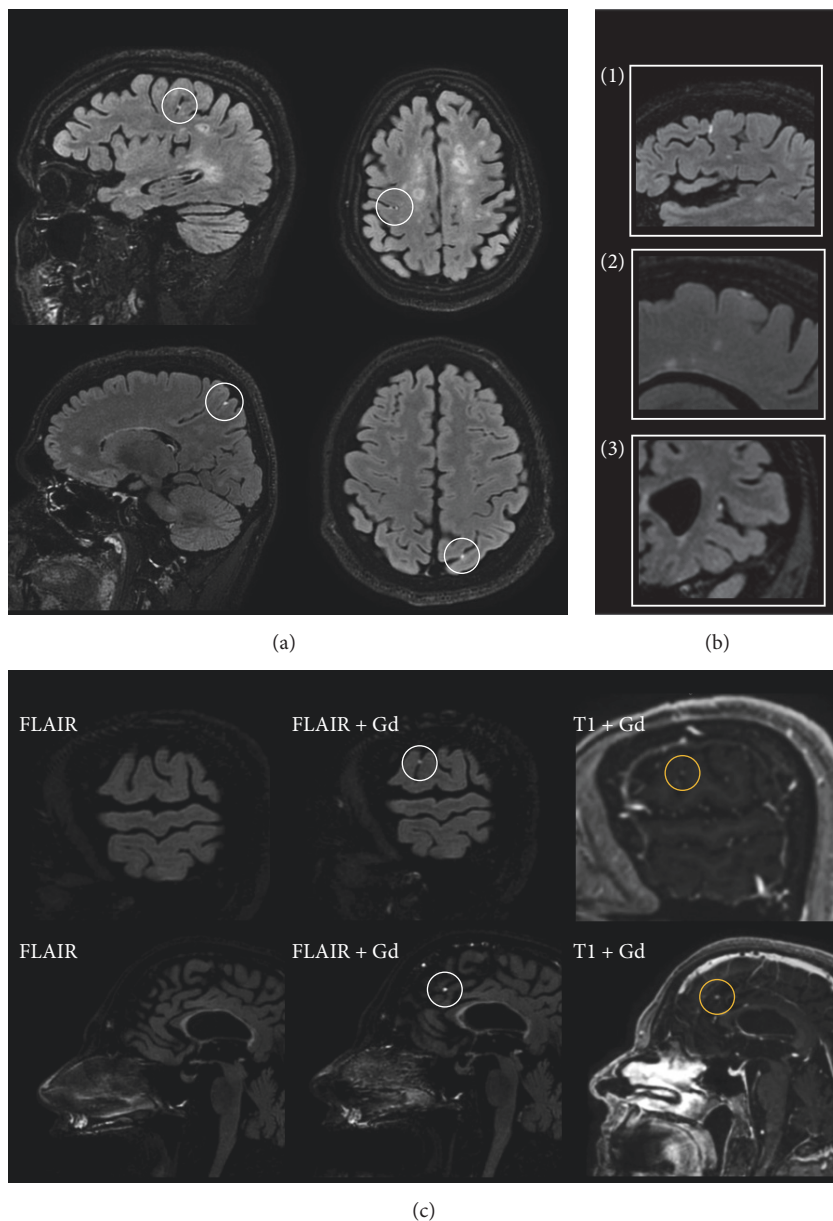 (1)
(2)
(3)
(a)
(b)
FLAIR
FLAIR + Gd
T1 + Gd
FLAIR
FLAIR + Gd
T1 + Gd
(c)